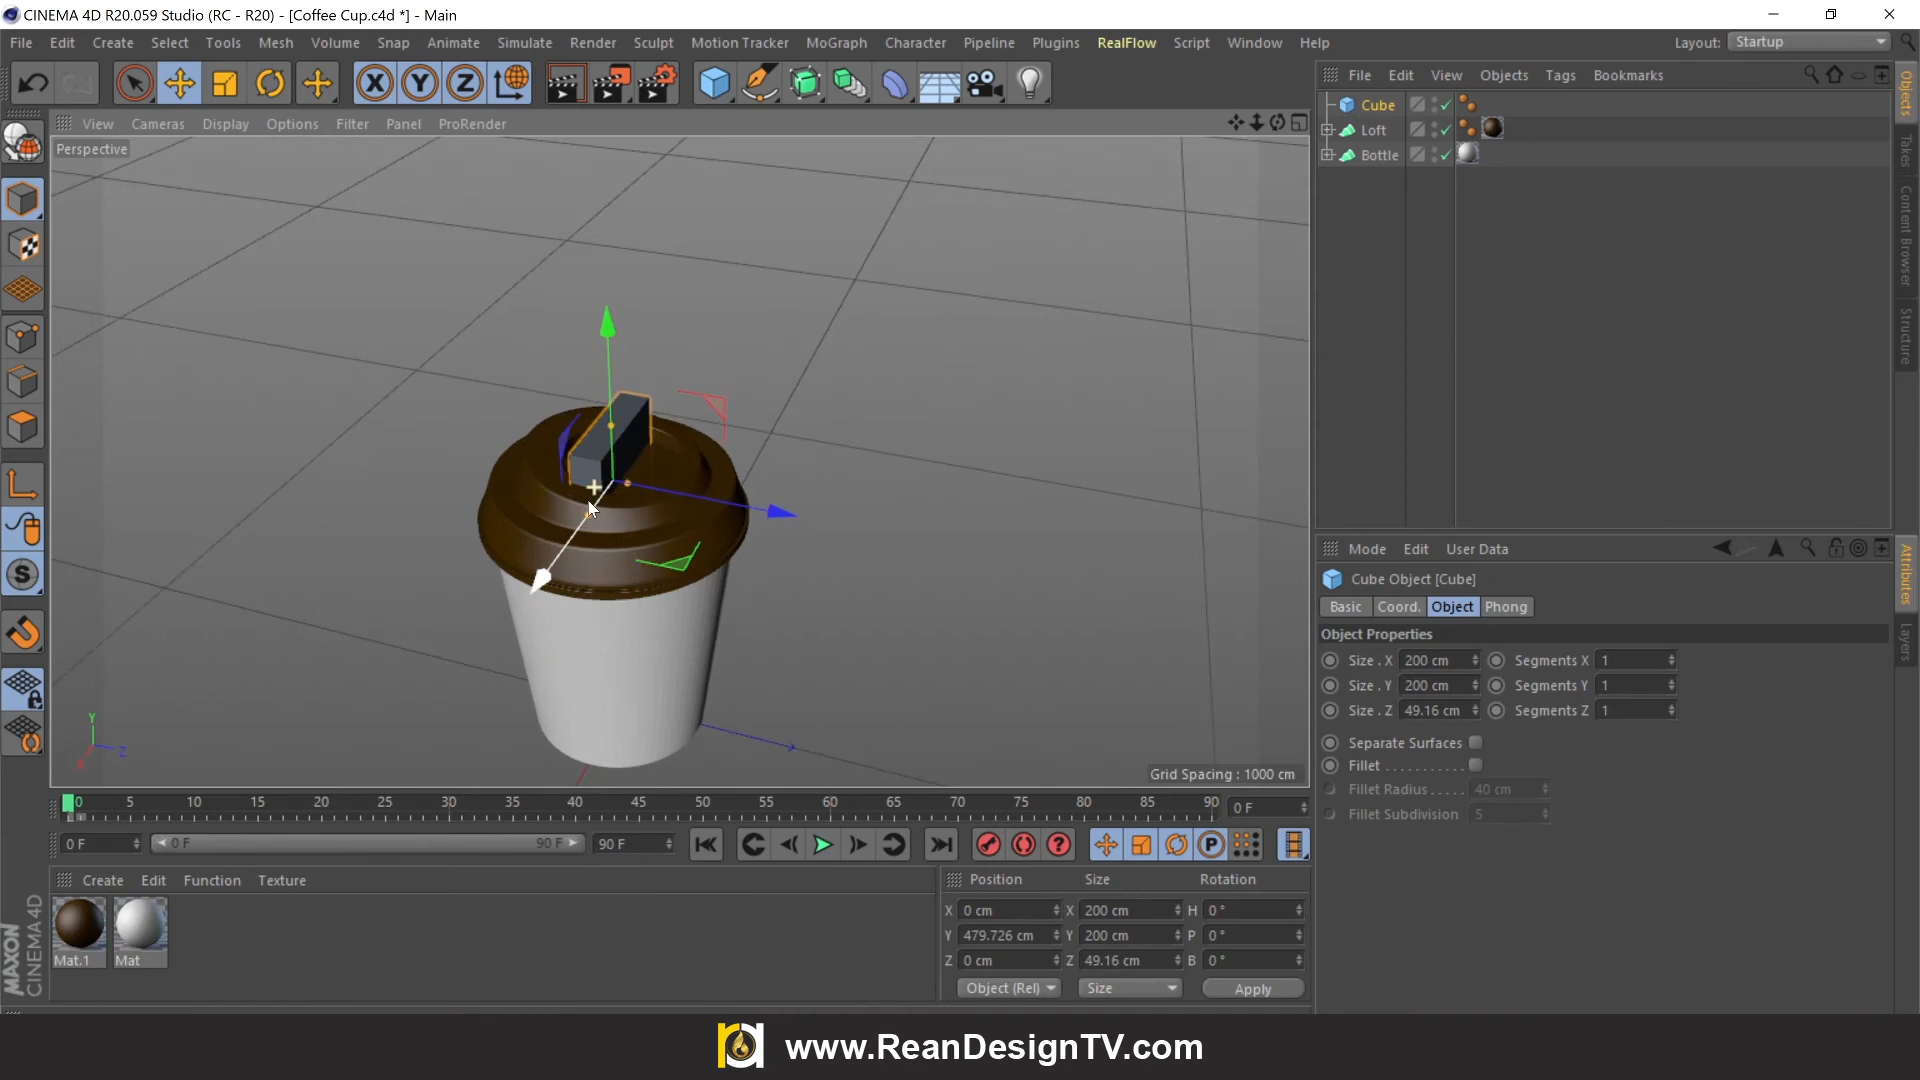 CINEMA 4D R20.059 Studio (RC - R20) - [Coffee Cup.c4d *] - Main
File Edit Create Select Tools Mesh Volume Snap Animate Simulate Render Sculpt Motion Tracker MoGraph Character Pipeline Plugins RealFlow Script Window Help Layout: Startup
X Y Z
File Edit View Objects Tags Bookmarks
Cube
Loft
Bottle
Objects
Takes
Content Browser
Structure
View Cameras Display Options Filter Panel ProRender
Perspective
Y
Z
X
Grid Spacing : 1000 cm
Mode Edit User Data
Cube Object [Cube]
Basic Coord. Object Phong
Object Properties
Size . X 200 cm Segments X 1
Size . Y 200 cm Segments Y 1
Size . Z 49.16 cm Segments Z 1
Separate Surfaces
Fillet . . . . . . . . . . .
Fillet Radius . . . . . 40 cm
Fillet Subdivision 5
Attributes
Layers
0 5 10 15 20 25 30 35 40 45 50 55 60 65 70 75 80 85 90 0 F
0 F 0 F 90 F 90 F
P
Create Edit Function Texture
Mat.1 Mat
Position Size Rotation
X 0 cm X 200 cm H 0 °
Y 479.726 cm Y 200 cm P 0 °
Z 0 cm Z 49.16 cm B 0 °
Object (Rel) Size Apply
MAXON
CINEMA 4D
www.ReanDesignTV.com